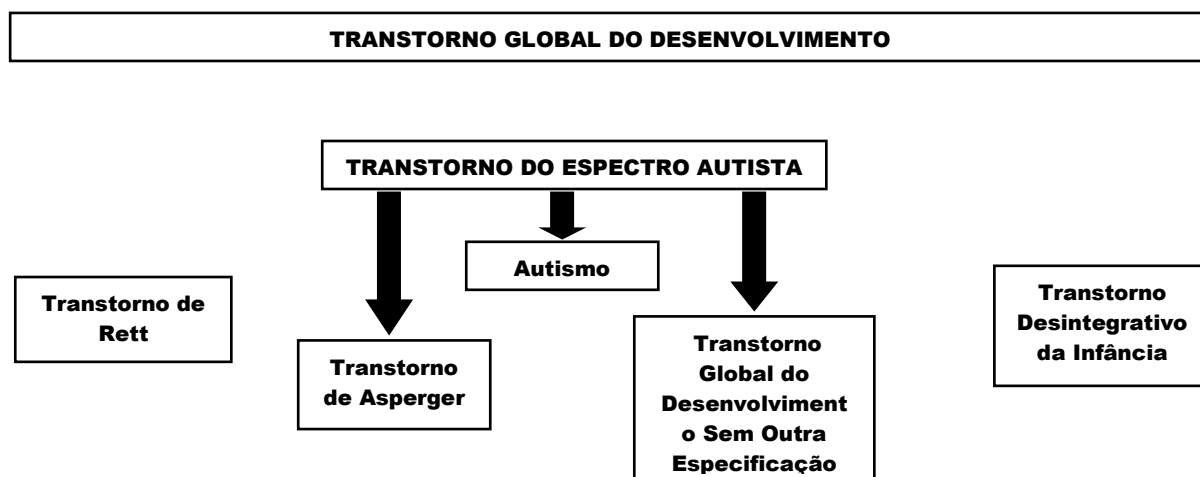 TRANSTORNO GLOBAL DO DESENVOLVIMENTO
TRANSTORNO DO ESPECTRO AUTISTA
Autismo
Transtorno de
Rett
Transtorno
de Asperger
Transtorno
Global do
Desenvolviment
o Sem Outra
Especificação
Transtorno
Desintegrativo
da Infância